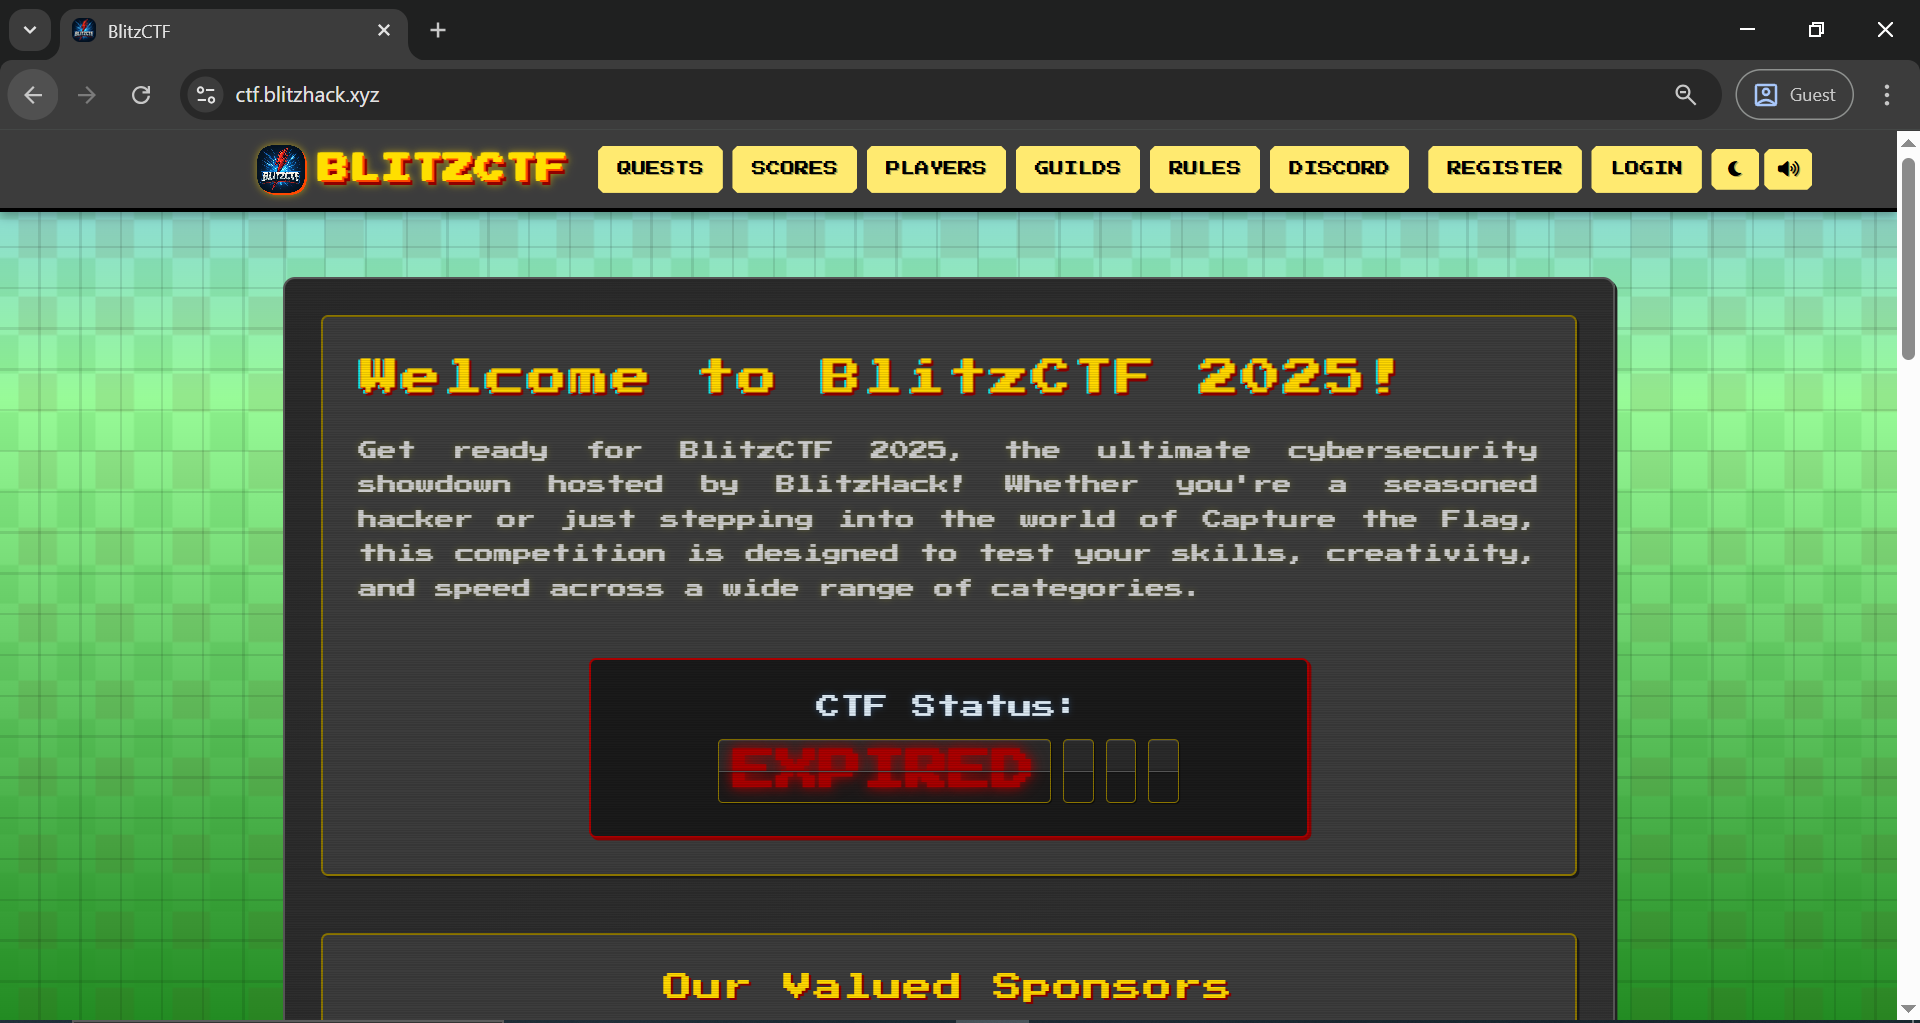 BlitzCTF
ctf.blitzhack.xyz
Guest
BLITZCTF
BLITZCTF
QUESTS
SCORES
PLAYERS
GUILDS
RULES
DISCORD
REGISTER
LOGIN
Welcome to BlitzCTF 2025!
Get ready for BlitzCTF 2025, the ultimate cybersecurity
showdown hosted by BlitzHack! Whether you're a seasoned
hacker or just stepping into the world of Capture the Flag,
this competition is designed to test your skills, creativity,
and speed across a wide range of categories.
CTF Status:
EXPIRED
Our Valued Sponsors